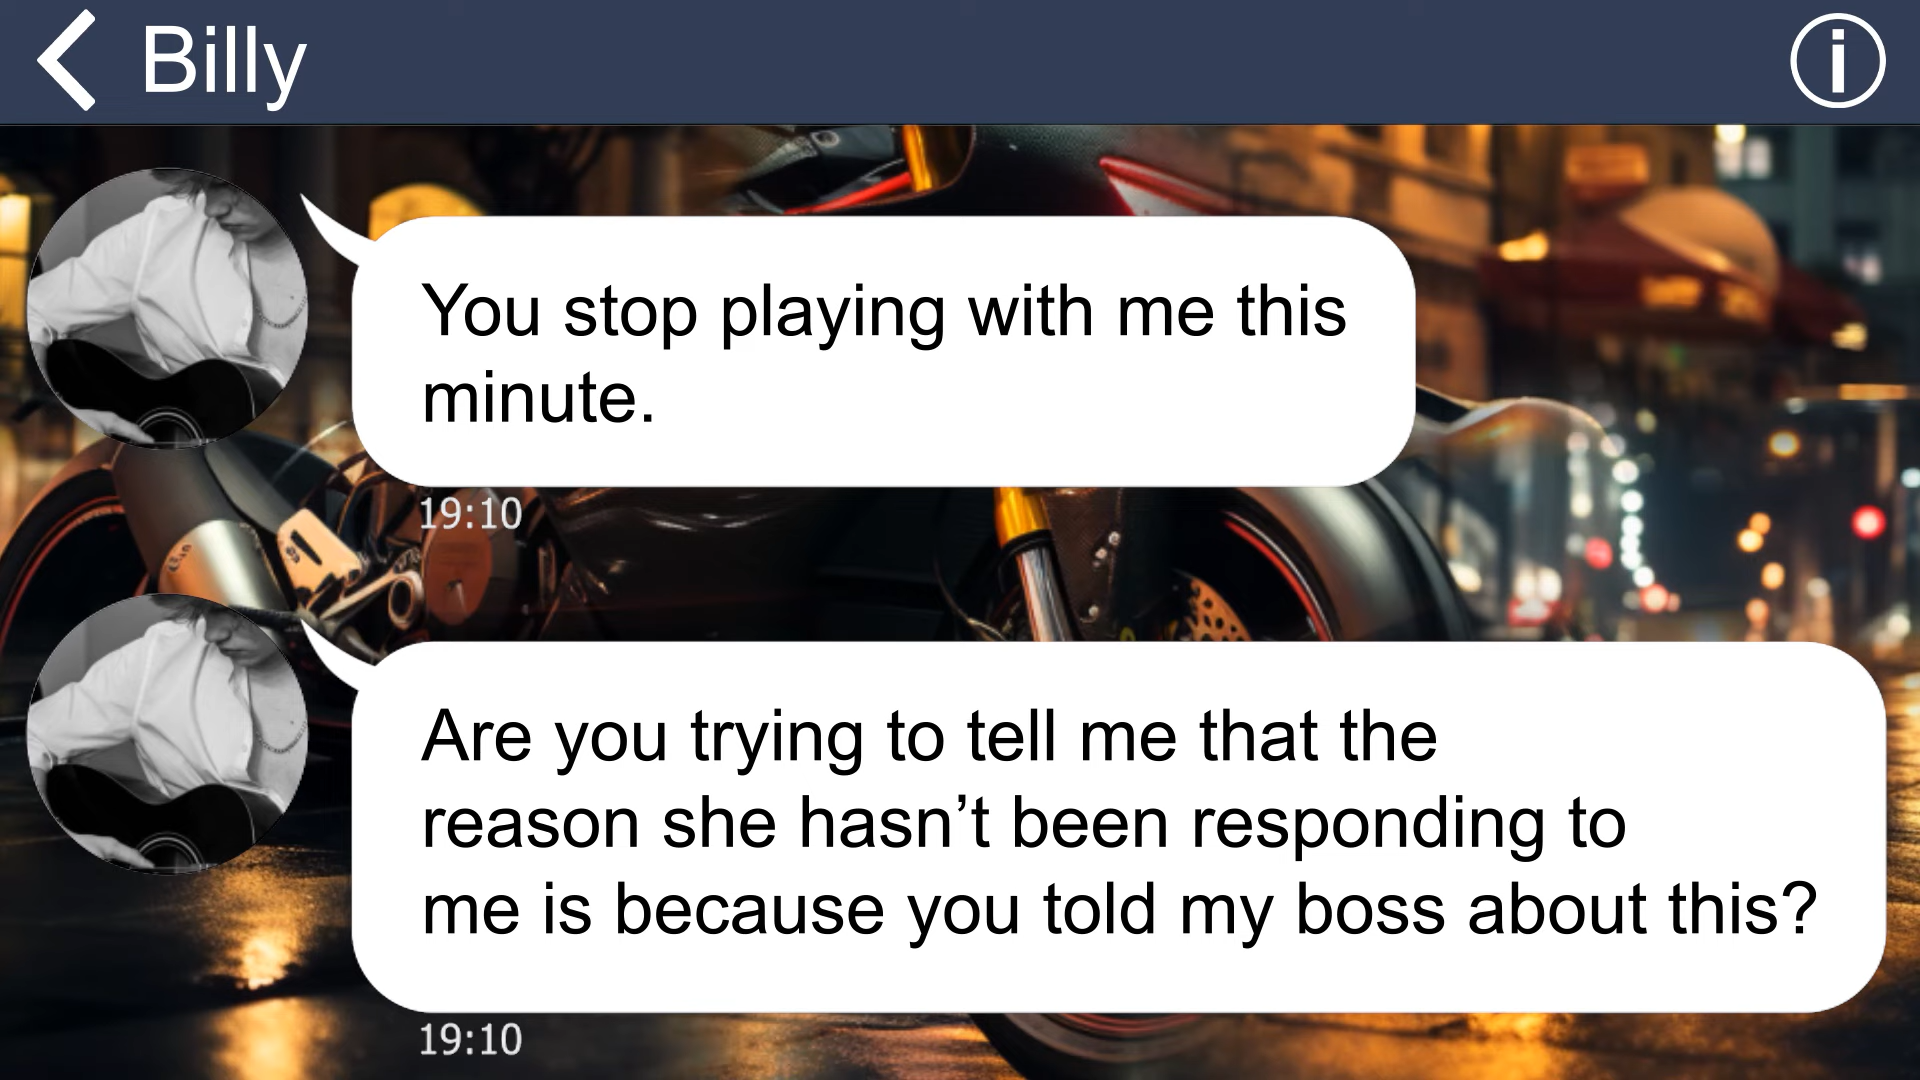 Billy
You stop playing with me this
minute.
19:10
Are you trying to tell me that the
reason she hasn’t been responding to
me is because you told my boss about this?
19:10